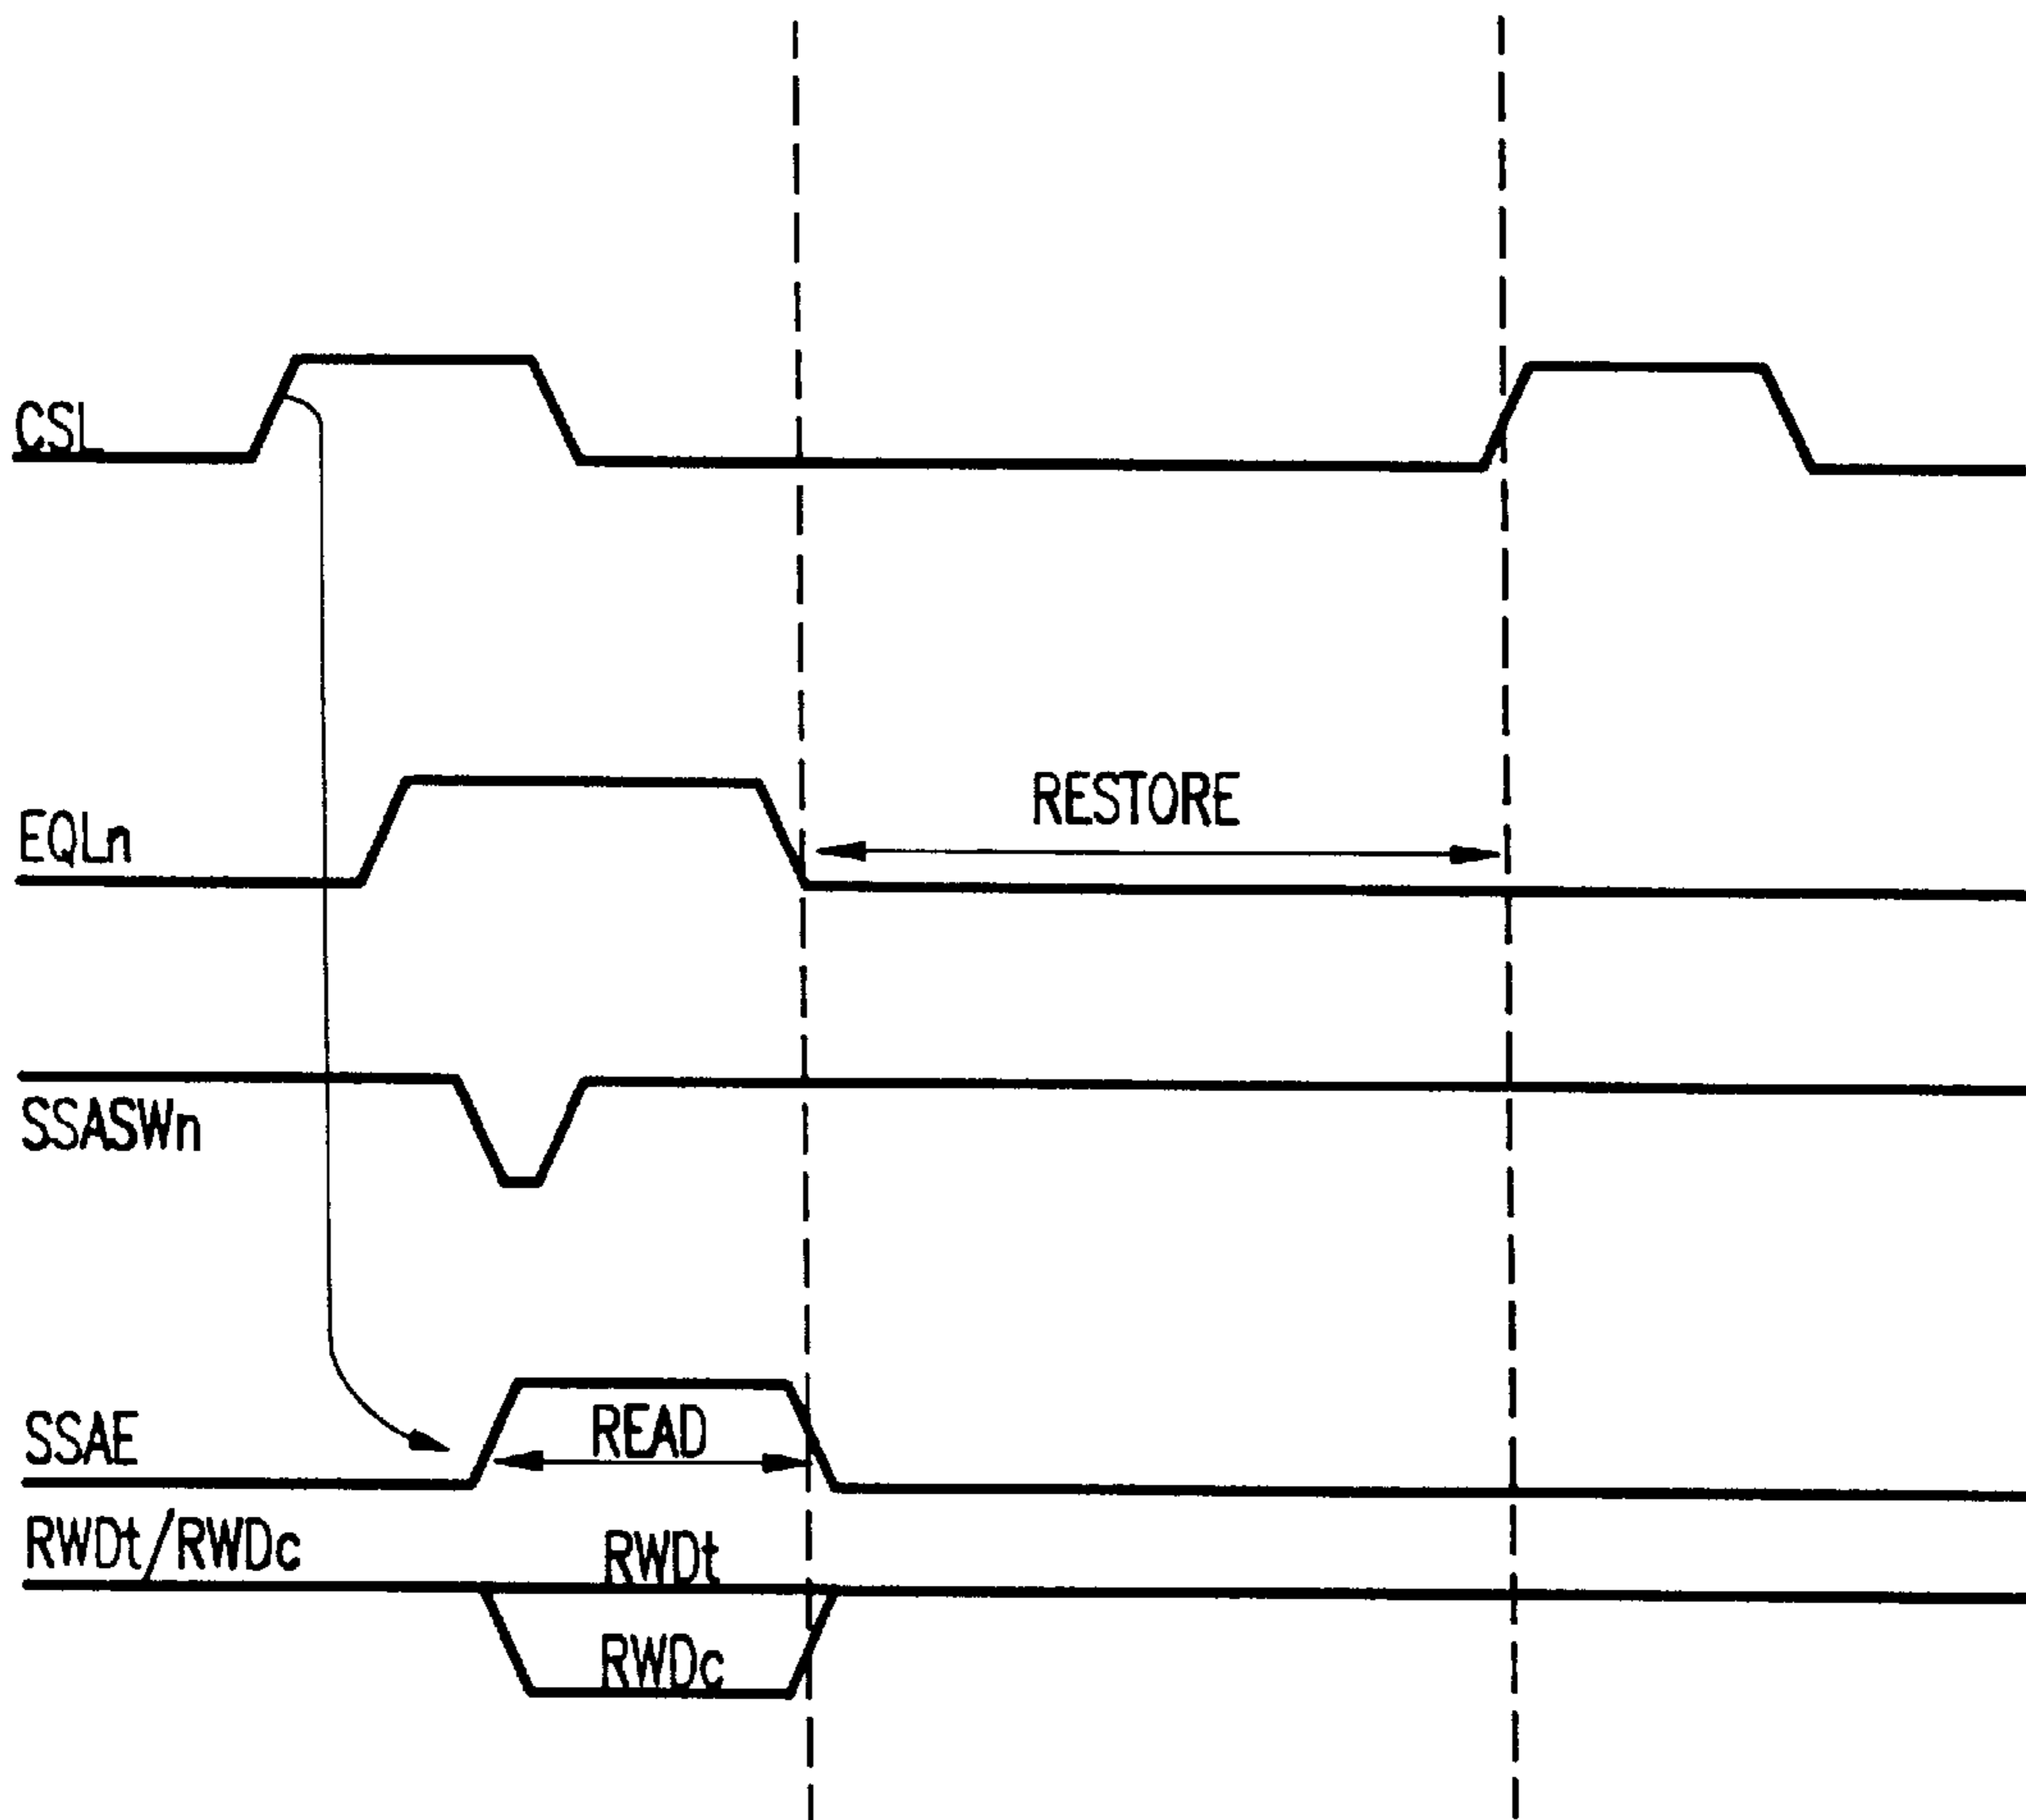 CSL
EQLn
RESTORE
SSASWn
SSAE
READ
RWDt/RWDc
RWDt
RWDc